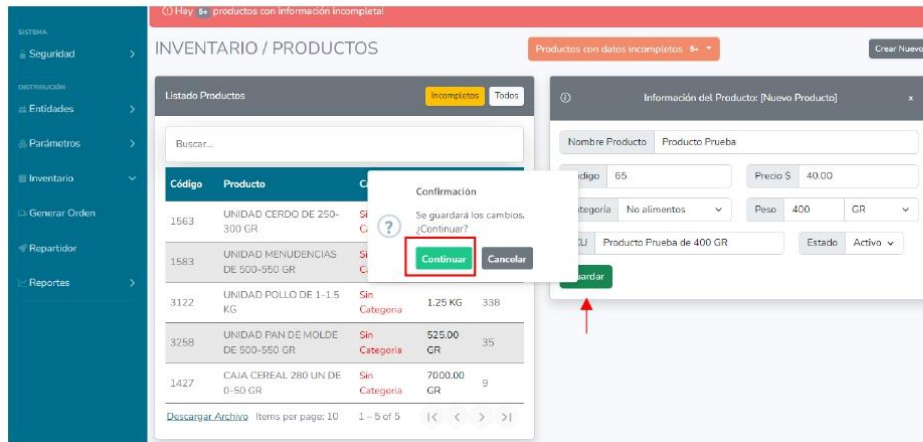 Hay 5+ productos con información incompleta!
SISTEMA
Seguridad
DISTRIBUCIÓN
Entidades
Parámetros
Inventario
Generar Orden
Repartidor
Reportes
INVENTARIO / PRODUCTOS
Productos con datos incompletos 5+
Crear Nuevo
Listado Productos
Incompletos
Todos
Buscar...
Código Producto
1563 UNIDAD CERDO DE 250-
300 GR
1583 UNIDAD MENUDENCIAS
DE 500-550 GR
3122 UNIDAD POLLO DE 1-1.5
KG
Sin
Categoria
1.25 KG 338
3258 UNIDAD PAN DE MOLDE
DE 500-550 GR
Sin
Categoria
525.00
GR
35
1427 CAJA CEREAL 280 UN DE
0-50 GR
Sin
Categoria
7000.00
GR
9
Descargar Archivo Items per page: 10 1 – 5 of 5
Confirmación
Se guardará los cambios.
¿Continuar?
Continuar
Cancelar
Información del Producto: [Nuevo Producto]
x
Nombre Producto Producto Prueba
65
Precio $ 40.00
No alimentos
Peso 400 GR
Producto Prueba de 400 GR
Estado Activo